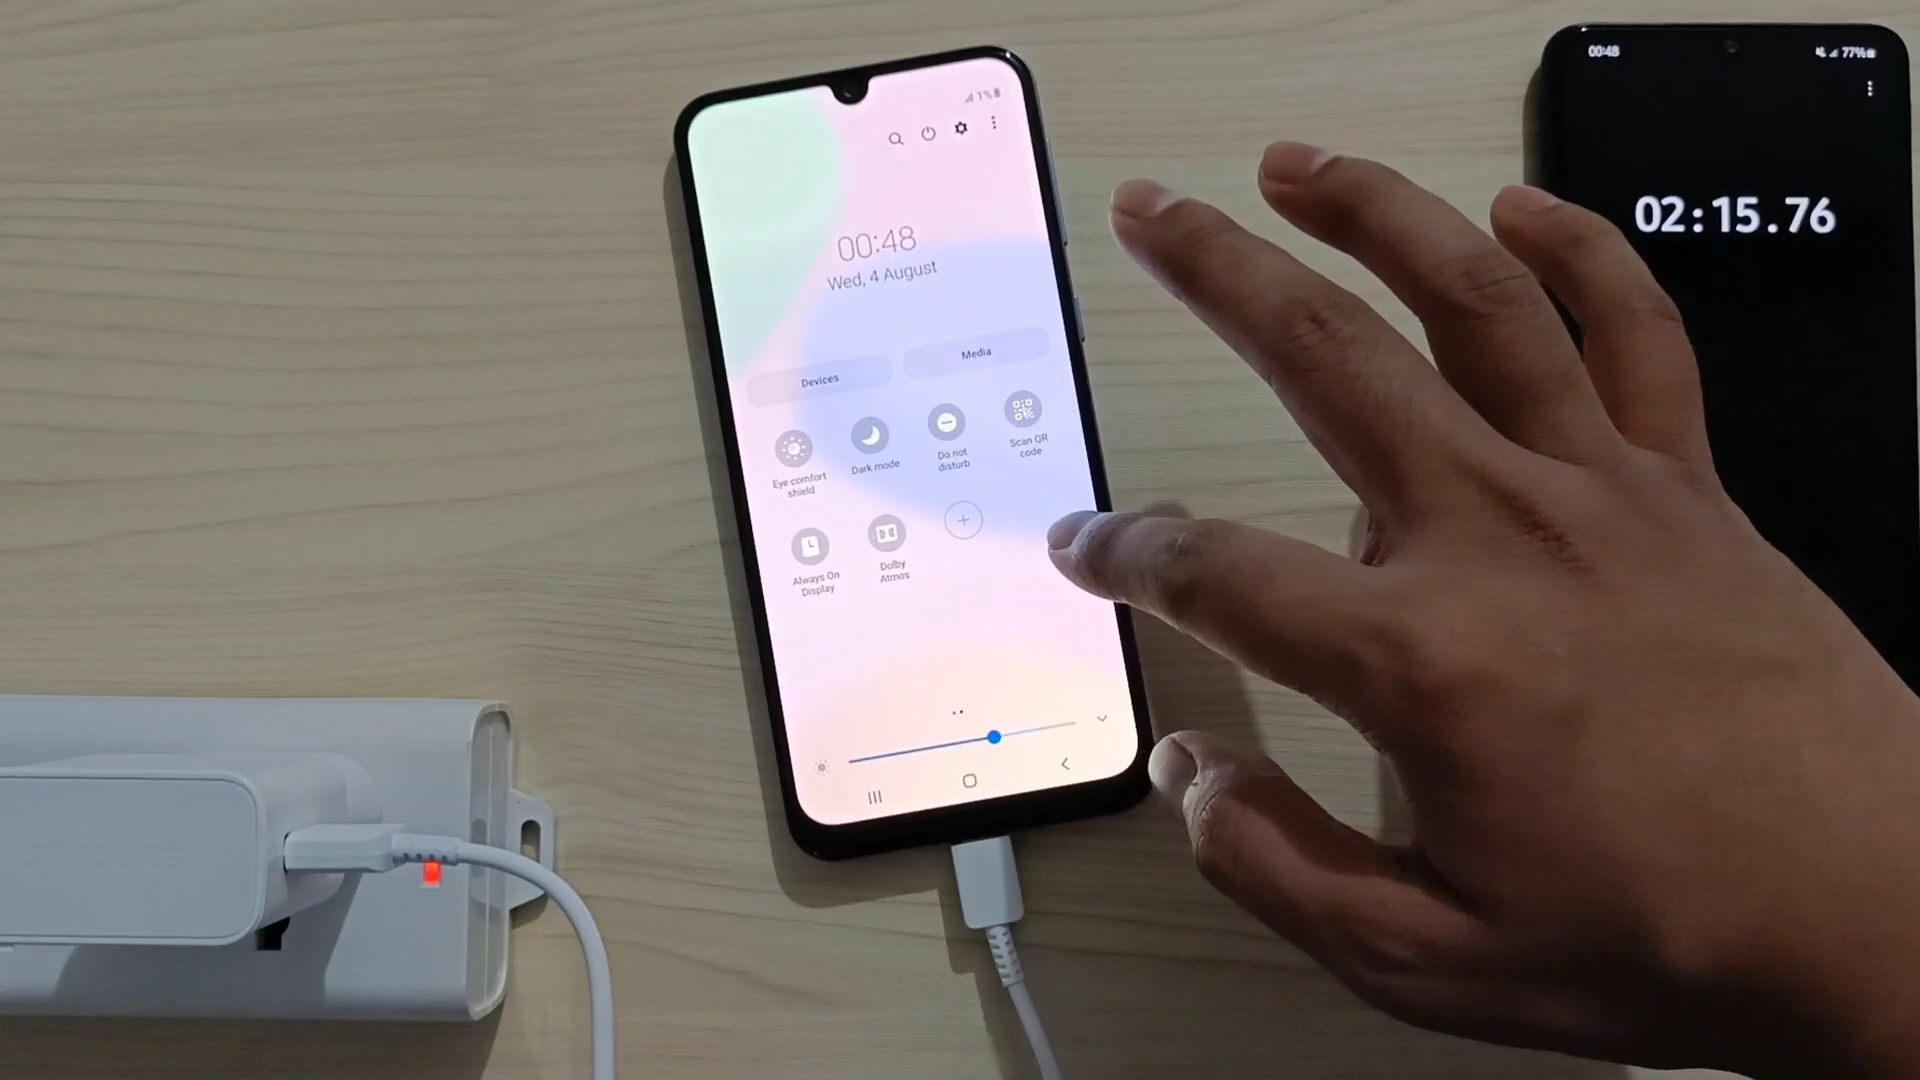 1%
00:48
Wed, 4 August
Devices
Media
Eye comfort
shield
Dark mode
Do not
disturb
Scan QR
code
Always On
Display
Dolby
Atmos
00:48
77%
02:15.76